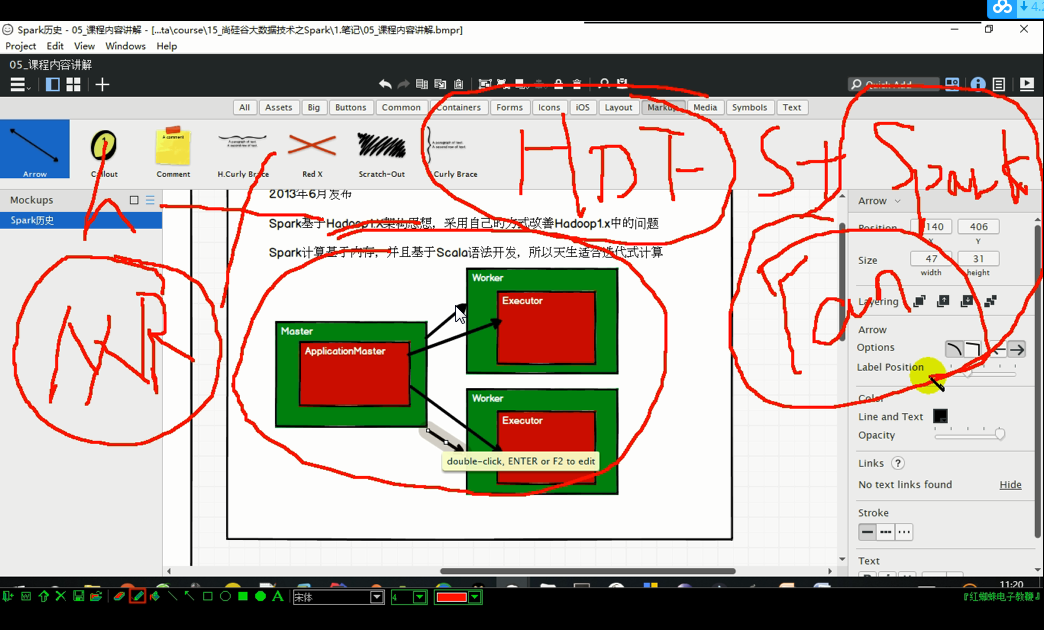 4.2
Spark历史 - 05_课程内容讲解 - [...ta\course\15_尚硅谷大数据技术之Spark\1.笔记\05_课程内容讲解.bmpr]
Project Edit View Windows Help
05_课程内容讲解
Quick Add
All Assets Big Buttons Common Containers Forms Icons iOS Layout Markup Media Symbols Text
A comment
A paragraph of text.
A second row of text.
Arrow Callout Comment H.Curly Brace Red X Scratch-Out Curly Brace
Mockups
Spark历史
2013年6月发布
Spark基于Hadoop1.X架构思想，采用自己的方式改善Hadoop1.x中的问题
Spark计算基于内存，并且基于Scala语法开发，所以天生适合迭代式计算
Master
ApplicationMaster
Worker
Executor
Worker
Executor
double-click, ENTER or F2 to edit
Spark
MR
Arrow
Position 140 406
X Y
Size 47 31
width height
Layering
Arrow
Options
Label Position
Color
Line and Text
Opacity
Links ?
No text links found Hide
Stroke
Text
11:20
宋体 4
『红蜘蛛电子教鞭』